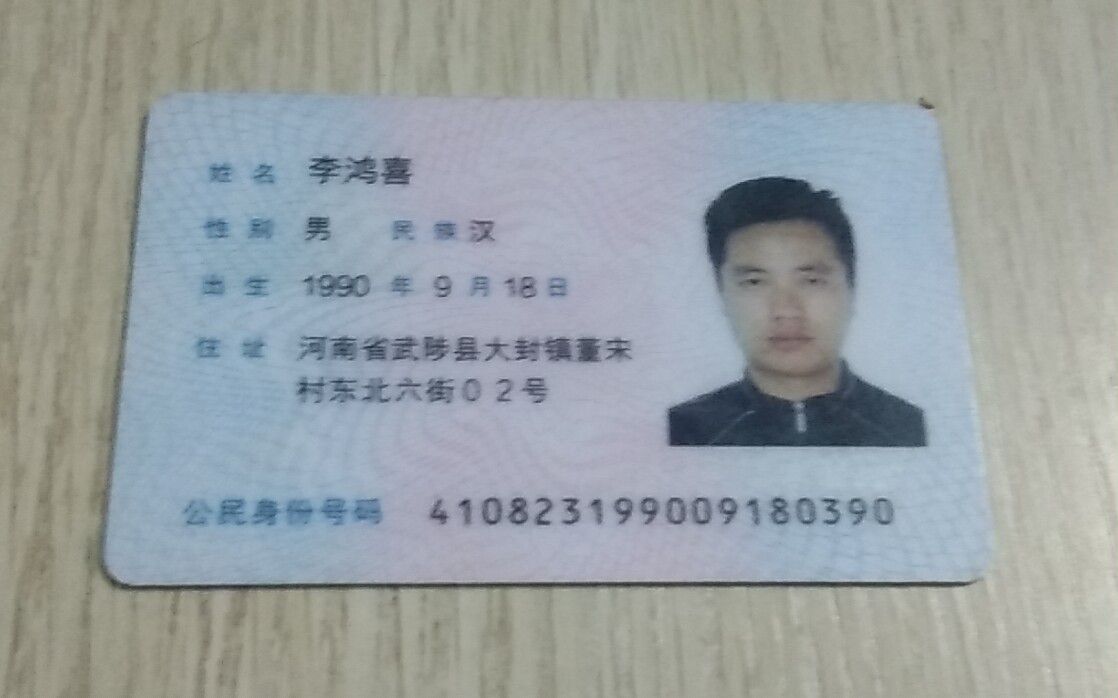 姓名 李鸿喜
性别 男 民族 汉
出生 1990 年 9 月 18 日
住址 河南省武陟县大封镇董宋
村东北六街02号
公民身份号码 410823199009180390